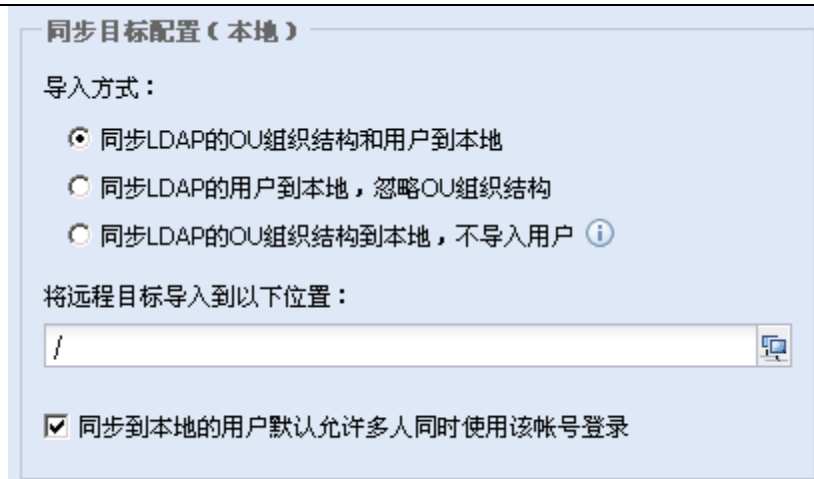 同步目标配置(本地)
导入方式：
同步LDAP的OU组织结构和用户到本地
同步LDAP的用户到本地，忽略OU组织结构
同步LDAP的OU组织结构到本地，不导入用户
将远程目标导入到以下位置：
/
同步到本地的用户默认允许多人同时使用该帐号登录